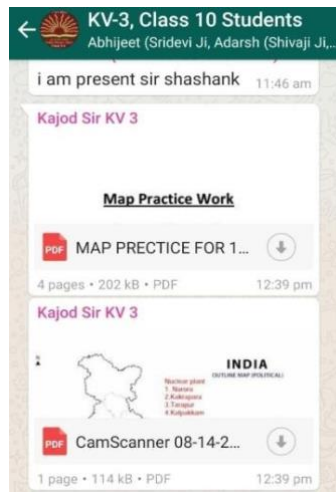 KV-3, Class 10 Students
Abhijeet (Sridevi Ji, Adarsh (Shivaji Ji,..
i am present sir shashank 11:46 am
Kajod Sir KV 3
Map Practice Work
PDF MAP PRECTICE FOR 1...
4 pages • 202 kB • PDF 12:39 pm
Kajod Sir KV 3
INDIA
OUTLINE MAP (POLITICAL)
Nuclear plant
1. Narora
2.Kakrapara
3.Tarapur
4.Kalpakkam
PDF CamScanner 08-14-2...
1 page • 114 kB • PDF 12:39 pm